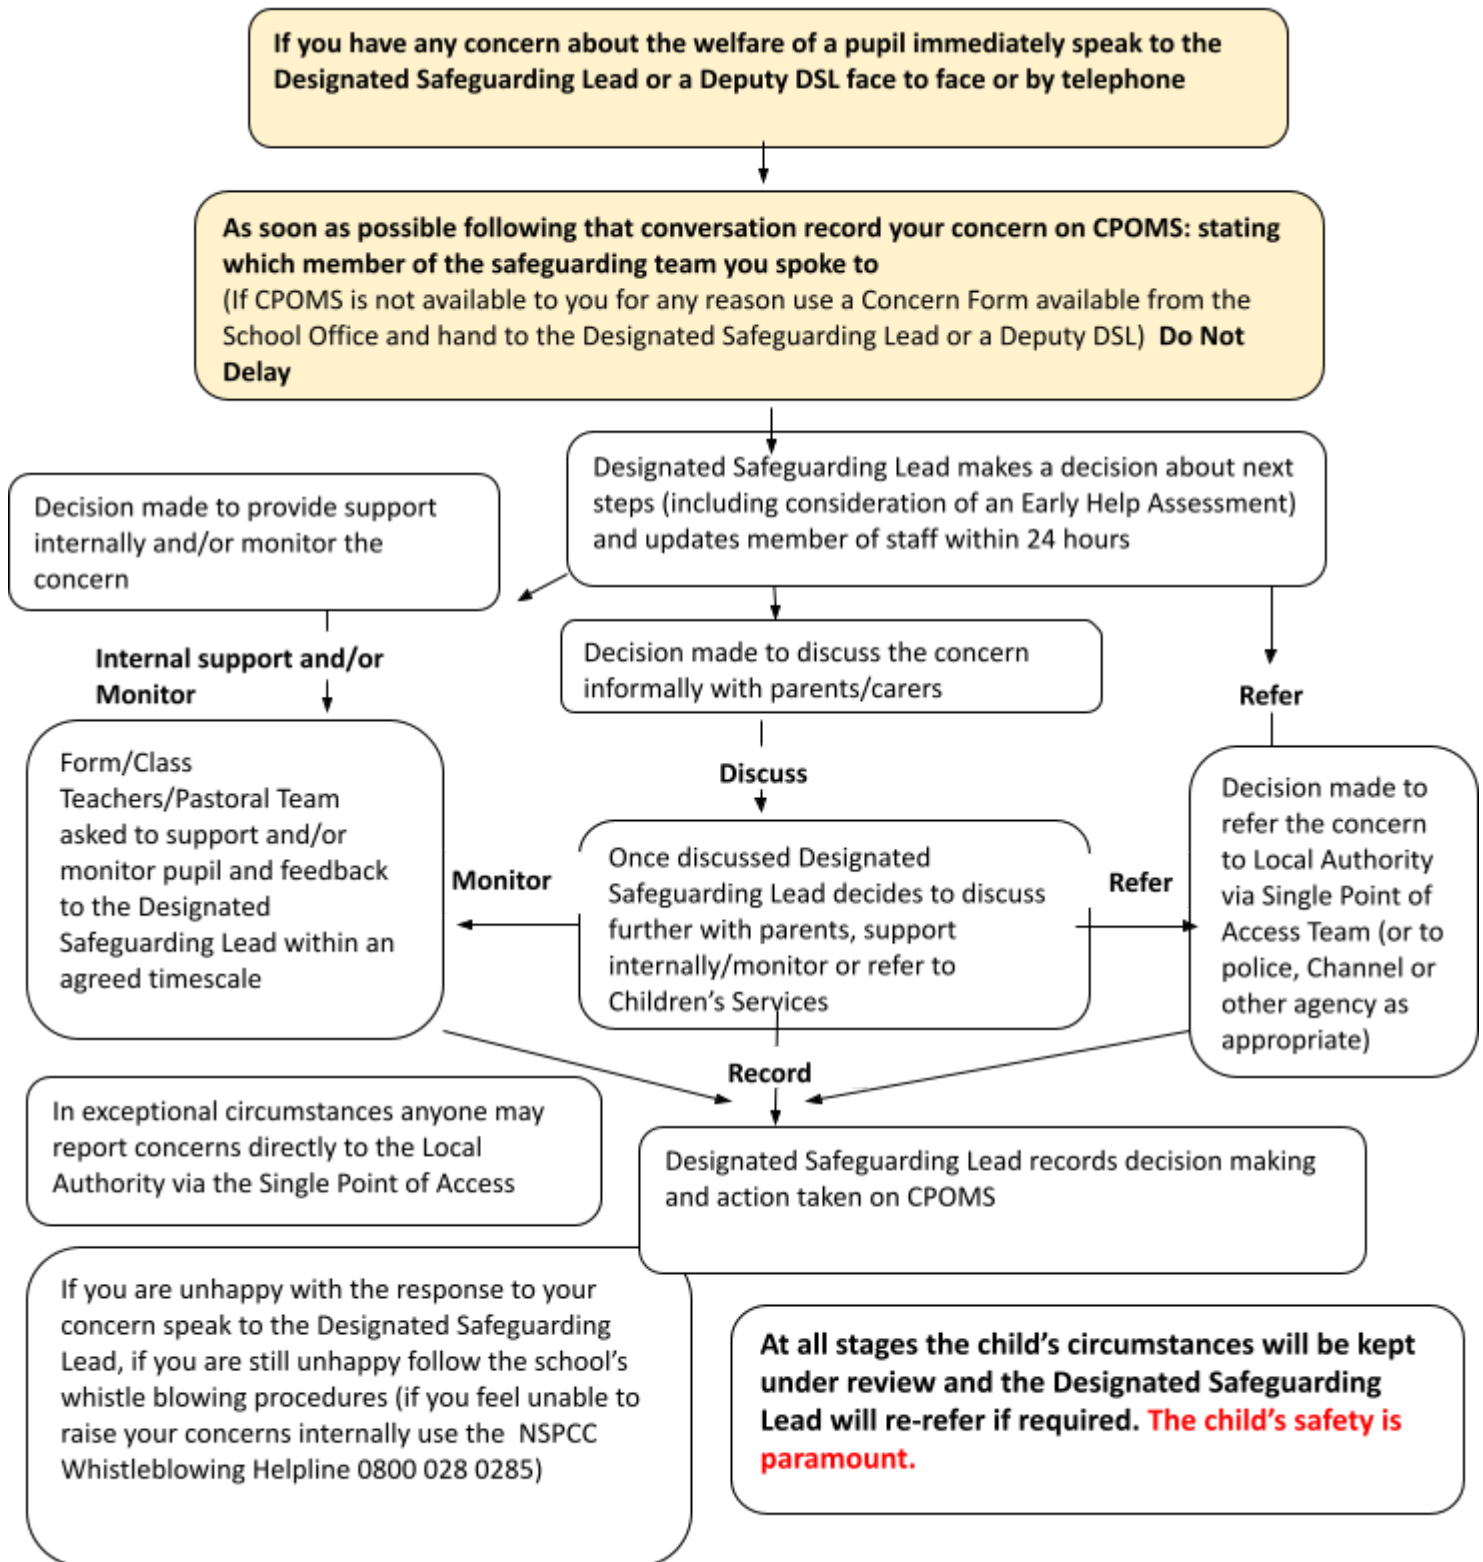 If you have any concern about the welfare of a pupil immediately speak to the
Designated Safeguarding Lead or a Deputy DSL face to face or by telephone
As soon as possible following that conversation record your concern on CPOMS: stating
which member of the safeguarding team you spoke to
(If CPOMS is not available to you for any reason use a Concern Form available from the
School Office and hand to the Designated Safeguarding Lead or a Deputy DSL)  Do Not
Delay
Designated Safeguarding Lead makes a decision about next
steps (including consideration of an Early Help Assessment)
and updates member of staff within 24 hours
Decision made to provide support
internally and/or monitor the
concern
Internal support and/or
Monitor
Decision made to discuss the concern
informally with parents/carers
Refer
Discuss
Form/Class
Teachers/Pastoral Team
asked to support and/or
monitor pupil and feedback
to the Designated
Safeguarding Lead within an
agreed timescale
Monitor
Once discussed Designated
Safeguarding Lead decides to discuss
further with parents, support
internally/monitor or refer to
Children’s Services
Refer
Decision made to
refer the concern
to Local Authority
via Single Point of
Access Team (or to
police, Channel or
other agency as
appropriate)
Record
In exceptional circumstances anyone may
report concerns directly to the Local
Authority via the Single Point of Access
Designated Safeguarding Lead records decision making
and action taken on CPOMS
If you are unhappy with the response to your
concern speak to the Designated Safeguarding
Lead, if you are still unhappy follow the school’s
whistle blowing procedures (if you feel unable to
raise your concerns internally use the  NSPCC
Whistleblowing Helpline 0800 028 0285)
At all stages the child’s circumstances will be kept
under review and the Designated Safeguarding
Lead will re-refer if required. The child’s safety is
paramount.